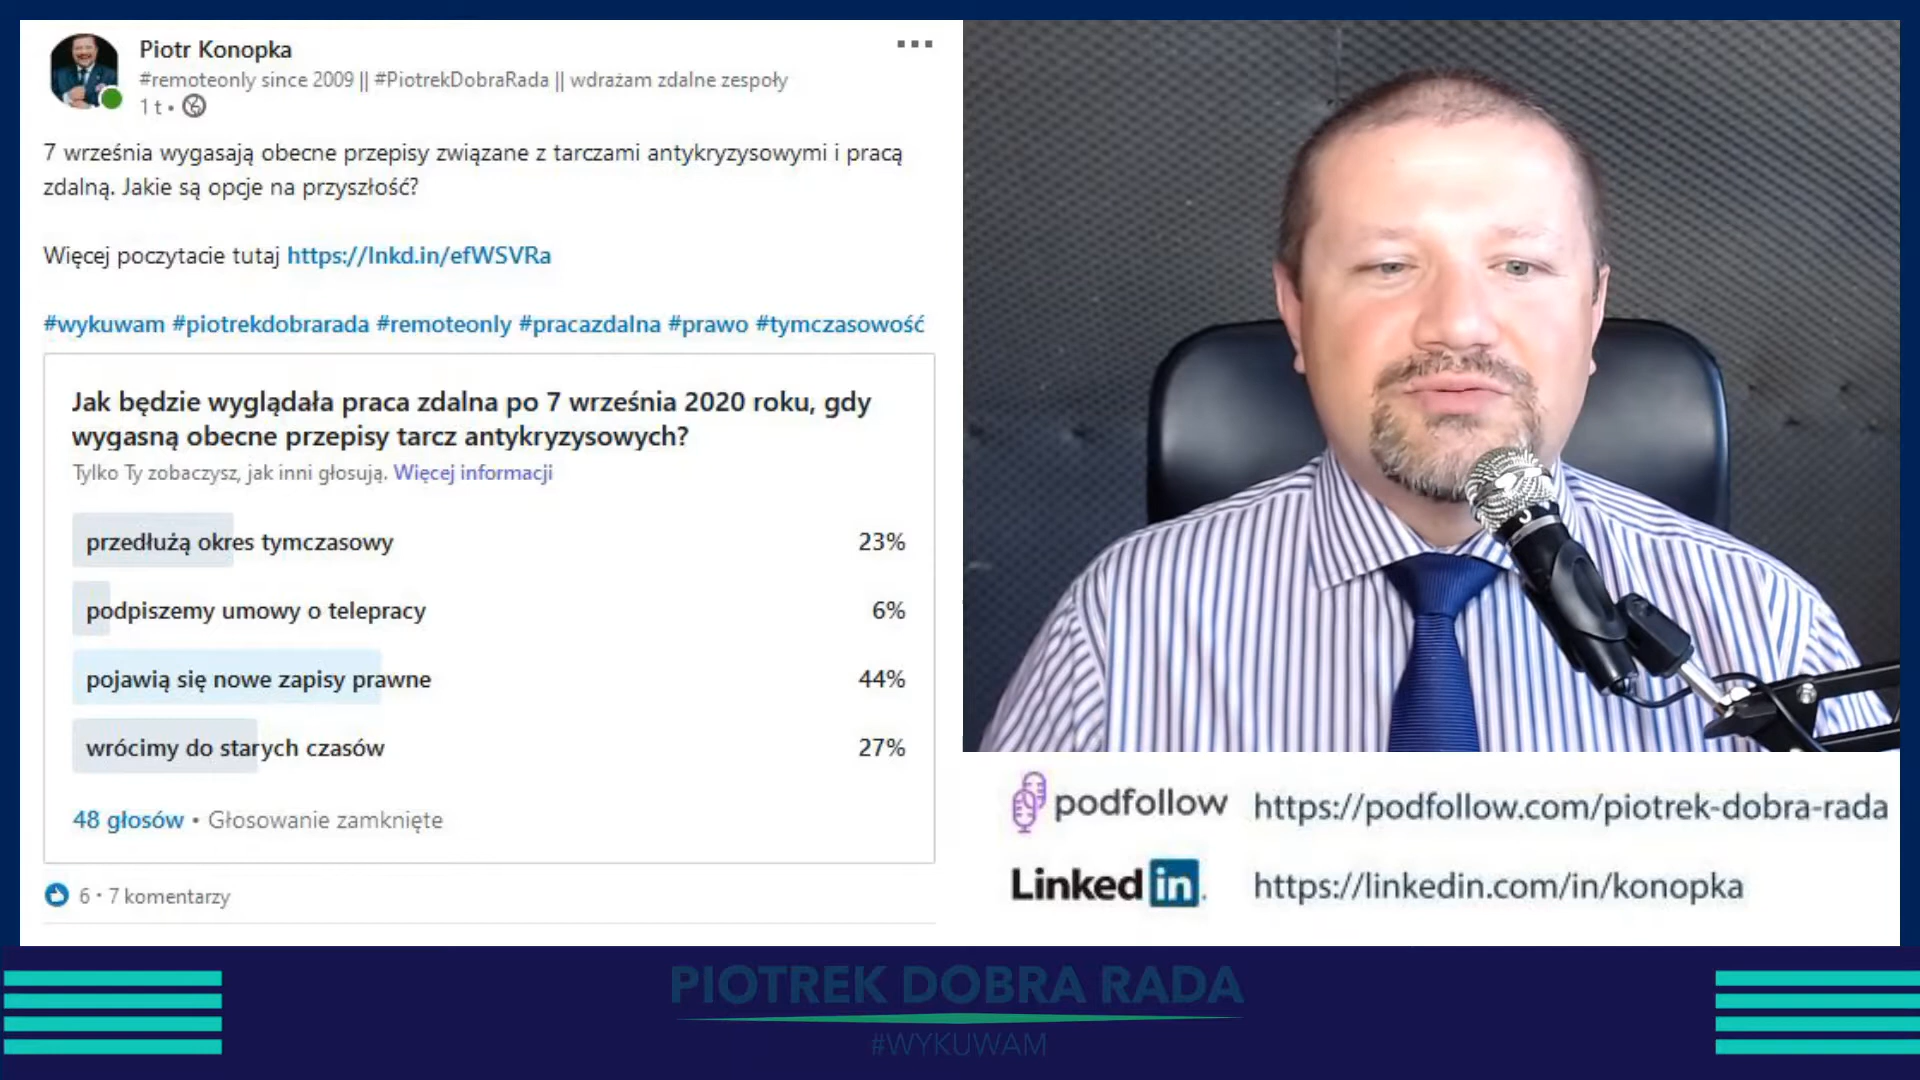 Piotr Konopka
#remoteonly since 2009 || #PiotrekDobraRada || wdrażam zdalne zespoły
1 t •
7 września wygasają obecne przepisy związane z tarczami antykryzysowymi i pracą
zdalną. Jakie są opcje na przyszłość?
Więcej poczytacie tutaj https://lnkd.in/efWSVRa
#wykuwam #piotrekdobrarada #remoteonly #pracazdalna #prawo #tymczasowość
Jak będzie wyglądała praca zdalna po 7 września 2020 roku, gdy
wygasną obecne przepisy tarcz antykryzysowych?
Tylko Ty zobaczysz, jak inni głosują. Więcej informacji
przedłużą okres tymczasowy 23%
podpiszemy umowy o telepracy 6%
pojawią się nowe zapisy prawne 44%
wrócimy do starych czasów 27%
48 głosów • Głosowanie zamknięte
6 • 7 komentarzy
podfollow https://podfollow.com/piotrek-dobra-rada
Linked in https://linkedin.com/in/konopka
PIOTREK DOBRA RADA
#WYKUWAM